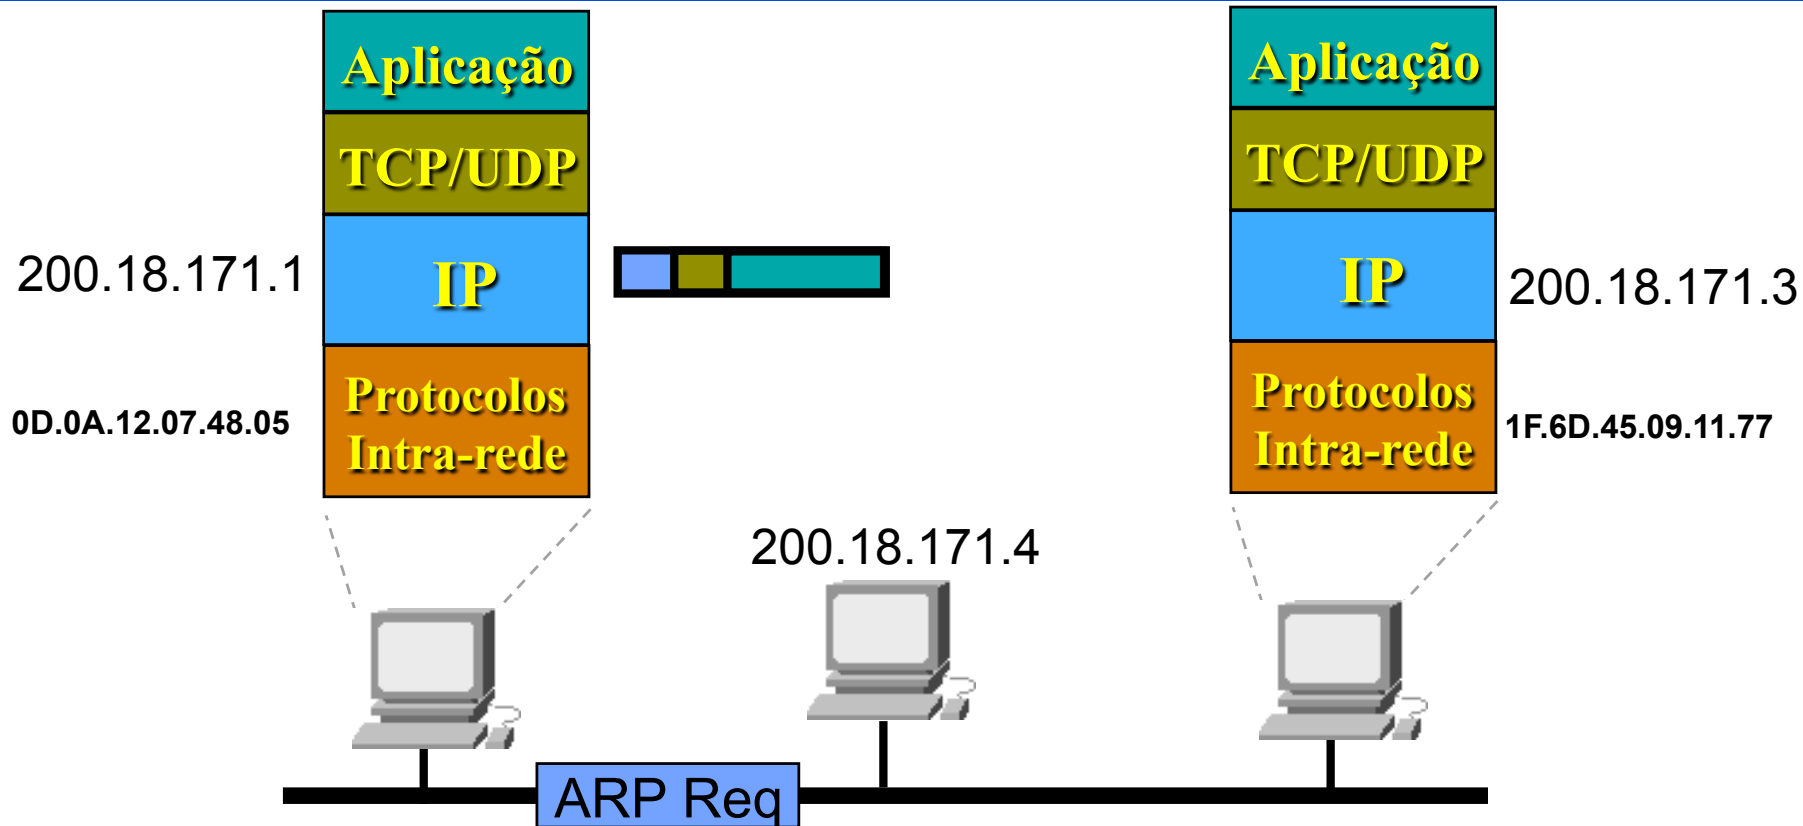 Aplicação
TCP/UDP
200.18.171.1
IP
0D.0A.12.07.48.05
Protocolos
Intra-rede
Aplicação
TCP/UDP
IP
200.18.171.3
Protocolos
Intra-rede
1F.6D.45.09.11.77
200.18.171.4
ARP Req